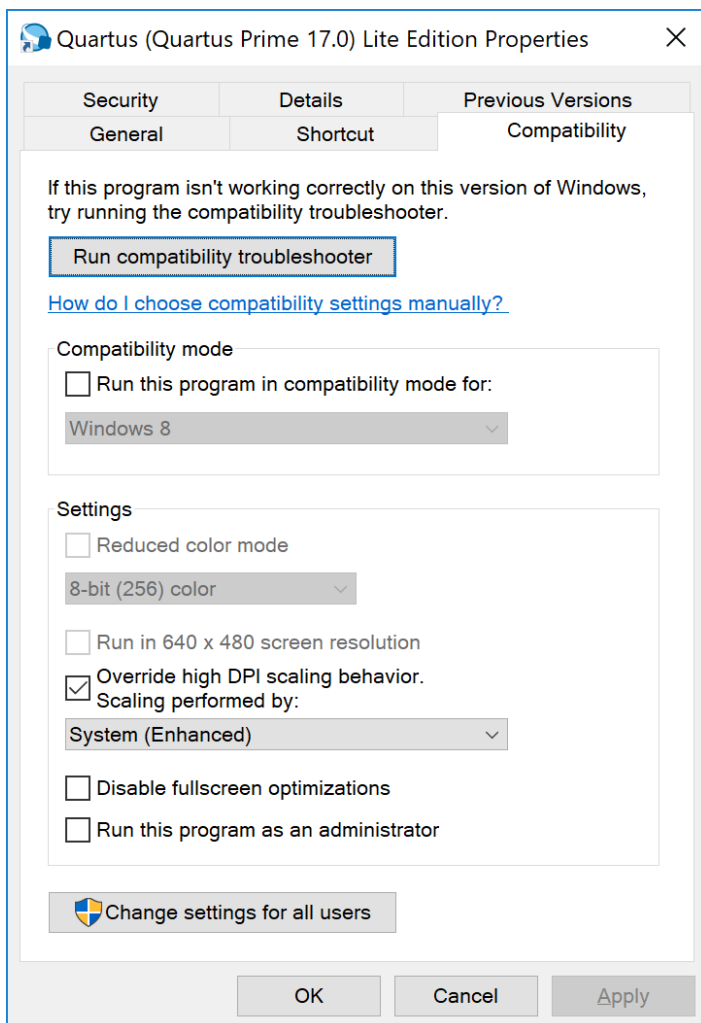 Quartus (Quartus Prime 17.0) Lite Edition Properties
Security
Details
Previous Versions
General
Shortcut
Compatibility
If this program isn't working correctly on this version of Windows,
try running the compatibility troubleshooter.
Run compatibility troubleshooter
How do I choose compatibility settings manually?
Compatibility mode
Run this program in compatibility mode for:
Windows 8
Settings
Reduced color mode
8-bit (256) color
Run in 640 x 480 screen resolution
Override high DPI scaling behavior.
Scaling performed by:
System (Enhanced)
Disable fullscreen optimizations
Run this program as an administrator
Change settings for all users
OK
Cancel
Apply